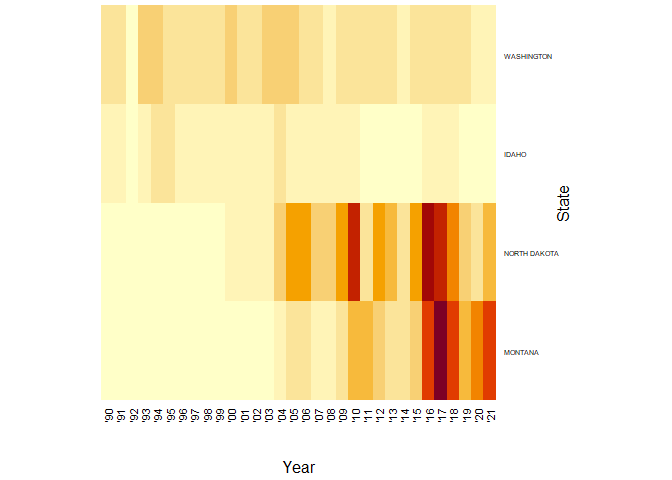 WASHINGTON
IDAHO
State
NORTH DAKOTA
MONTANA
'90 '91 '92 '93 '94 '95 '96 '97 '98 '99 '00 '01 '02 '03 '04 '05 '06 '07 '08 '09 '10 '11 '12 '13 '14 '15 '16 '17 '18 '19 '20 '21
Year